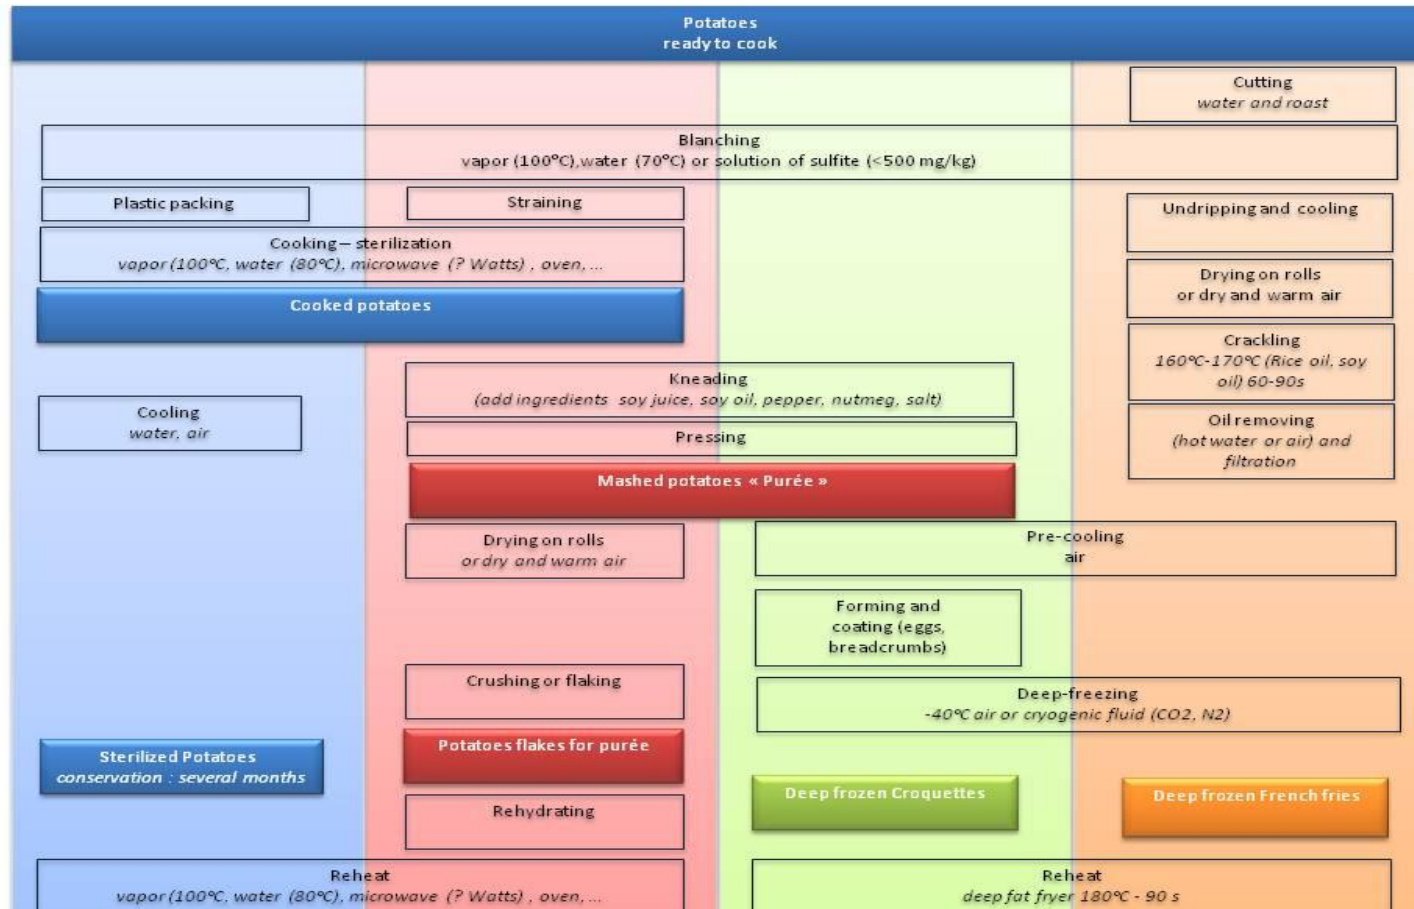 Potatoes
ready to cook
Cutting
water and roast
Blanching
vapor (100°C),water (70°C) or solution of sulfite (<500 mg/kg)
Plastic packing
Straining
Undripping and cooling
Cooking – sterilization
vapor (100°C, water (80°C), microwave (? Watts) , oven, ...
Drying on rolls
or dry and warm air
Cooked potatoes
Crackling
160°C-170°C (Rice oil, soy
oil) 60-90s
Kneading
(add ingredients soy juice, soy oil, pepper, nutmeg, salt)
Cooling
water, air
Oil removing
(hot water or air) and
filtration
Pressing
Mashed potatoes « Purée »
Drying on rolls
or dry and warm air
Pre-cooling
air
Forming and
coating (eggs,
breadcrumbs)
Crushing or flaking
Deep-freezing
-40°C air or cryogenic fluid (CO2, N2)
Sterilized Potatoes
conservation : several months
Potatoes flakes for purée
Deep frozen Croquettes
Deep frozen French fries
Rehydrating
Reheat
vapor (100°C, water (80°C), microwave (? Watts) , oven, ...
Reheat
deep fat fryer 180°C - 90 s